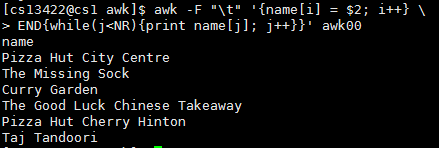 [cs13422@cs1 awk]$ awk -F "\t" '{name[i] = $2; i++} \
> END{while(j<NR){print name[j]; j++}}' awk00
name
Pizza Hut City Centre
The Missing Sock
Curry Garden
The Good Luck Chinese Takeaway
Pizza Hut Cherry Hinton
Taj Tandoori